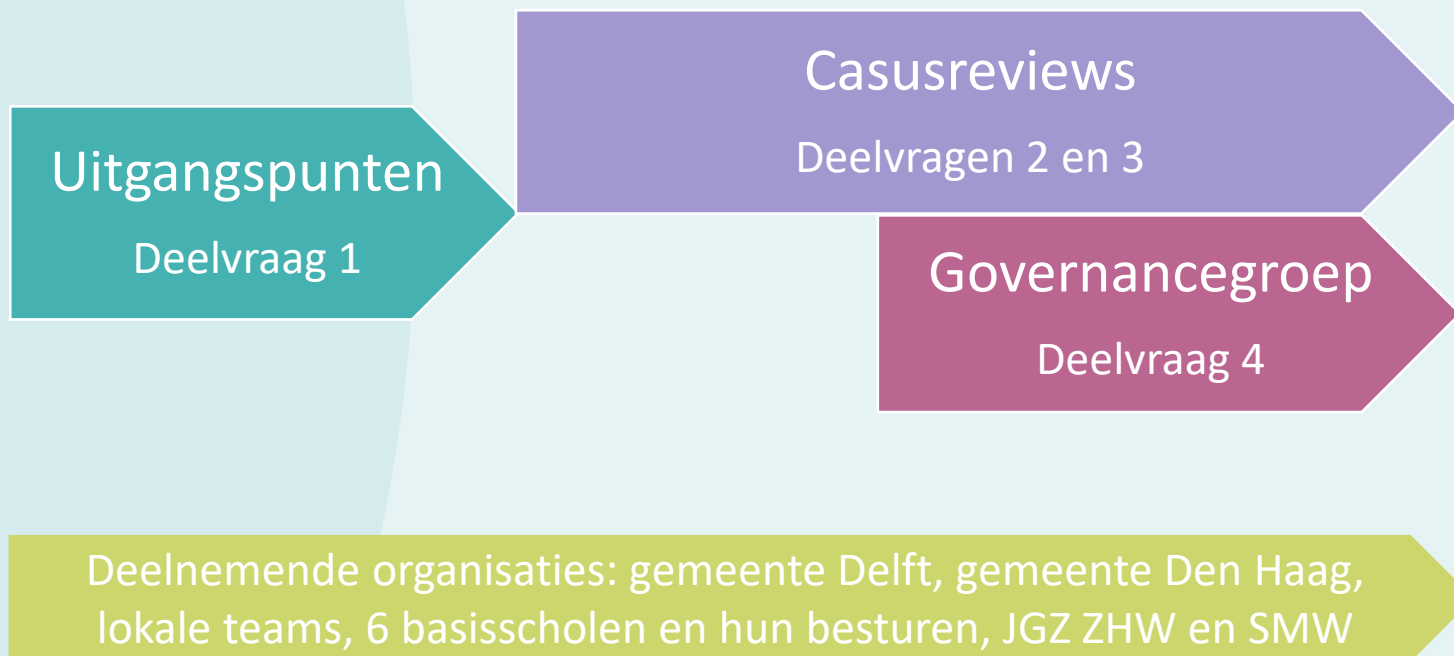 Uitgangspunten
Deelvraag 1
Casusreviews
Deelvragen 2 en 3
Governancegroep
Deelvraag 4
Deelnemende organisaties: gemeente Delft, gemeente Den Haag,
lokale teams, 6 basisscholen en hun besturen, JGZ ZHW en SMW